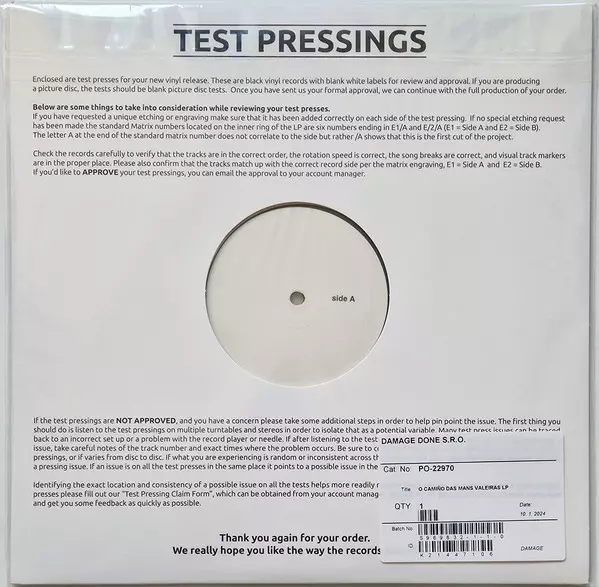 TEST PRESSINGS
Enclosed are test presses for your new vinyl release. These are black vinyl records with blank white labels for review and approval. If you are producing
a picture disc, the tests should be blank picture disc tests. Once you have sent us your formal approval, we can continue with the full production of your order.
Below are some things to take into consideration while reviewing your test presses.
If you have requested a unique etching or engraving make sure that it has been added correctly on each side of the test pressing. If no special etching request
has been made the standard Matrix numbers located on the inner ring of the LP are six numbers ending in E1/A and E/2/A (E1 = Side A and E2 = Side B).
The letter A at the end of the standard matrix number does not correlate to the side but rather /A shows that this is the first cut of the project.
Check the records carefully to verify that the tracks are in the correct order, the rotation speed is correct, the song breaks are correct, and visual track markers
are in the proper place. Please also confirm that the tracks match up with the correct record side per the matrix engraving, E1 = Side A and E2 = Side B.
If you'd like to APPROVE your test pressings, you can email the approval to your account manager.
side A
If the test pressings are NOT APPROVED, and you have a concern please take some additional steps in order to help pin point the issue. The first thing you
should do is listen to the test pressings on multiple turntables and stereos in order to isolate that as a potential variable. Many test press issues can be traced
back to an incorrect set up or a problem with the record player or needle. If after listening to the test
issue, take careful notes of the track number and exact times where the problem occurs. Be sure to
pressings, or if varies from disc to disc. If what you are experiencing is random or inconsistent across
a pressing issue. If an issue is on all the test presses in the same place it points to a possible issue in the
Identifying the exact location and consistency of a possible issue on all the tests helps more readily
presses please fill out our "Test Pressing Claim Form", which can be obtained from your account
and get you some feedback as quickly as possible.
Thank you again for your order.
We really hope you like the way the records
DAMAGE DONE S.R.O.
Cat. No: PO-22970
Title O CAMIÑO DAS MANS VALEIRAS LP
QTY 1 Date: 10. 1. 2024
Batch No
S969632-1-1-0
ID
K21447106
DAMAGE